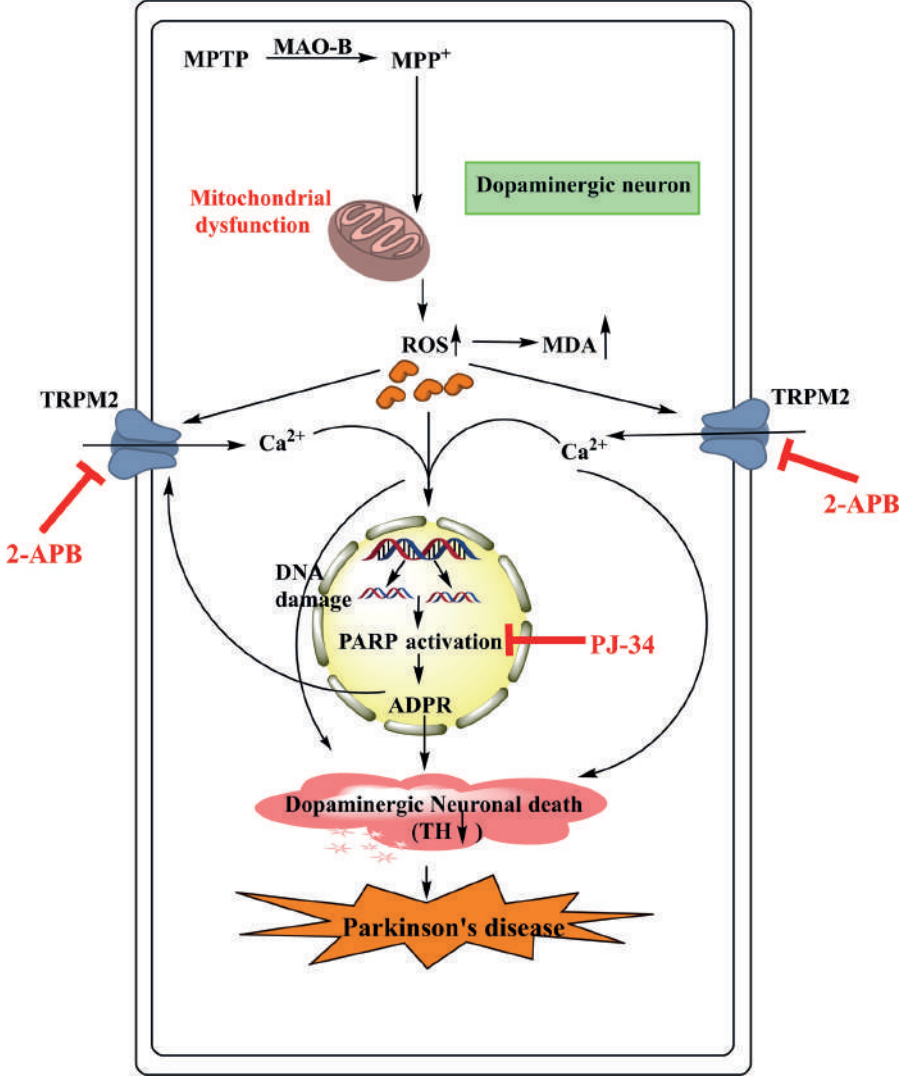 MPTP
MAO-B
MPP⁺
Dopaminergic neuron
Mitochondrial
dysfunction
ROS
MDA
TRPM2
TRPM2
Ca²⁺
Ca²⁺
2-APB
2-APB
DNA
damage
PARP activation
PJ-34
ADPR
Dopaminergic Neuronal death
(TH )
Parkinson's disease